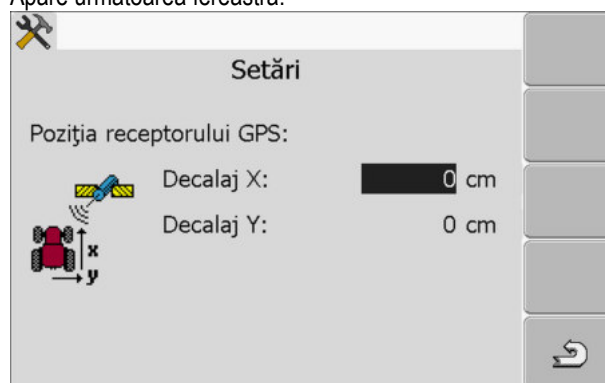 Apare următoarea fereastră:
Setări
Poziţia receptorului GPS:
Decalaj X: 0 cm
Decalaj Y: 0 cm
x
y